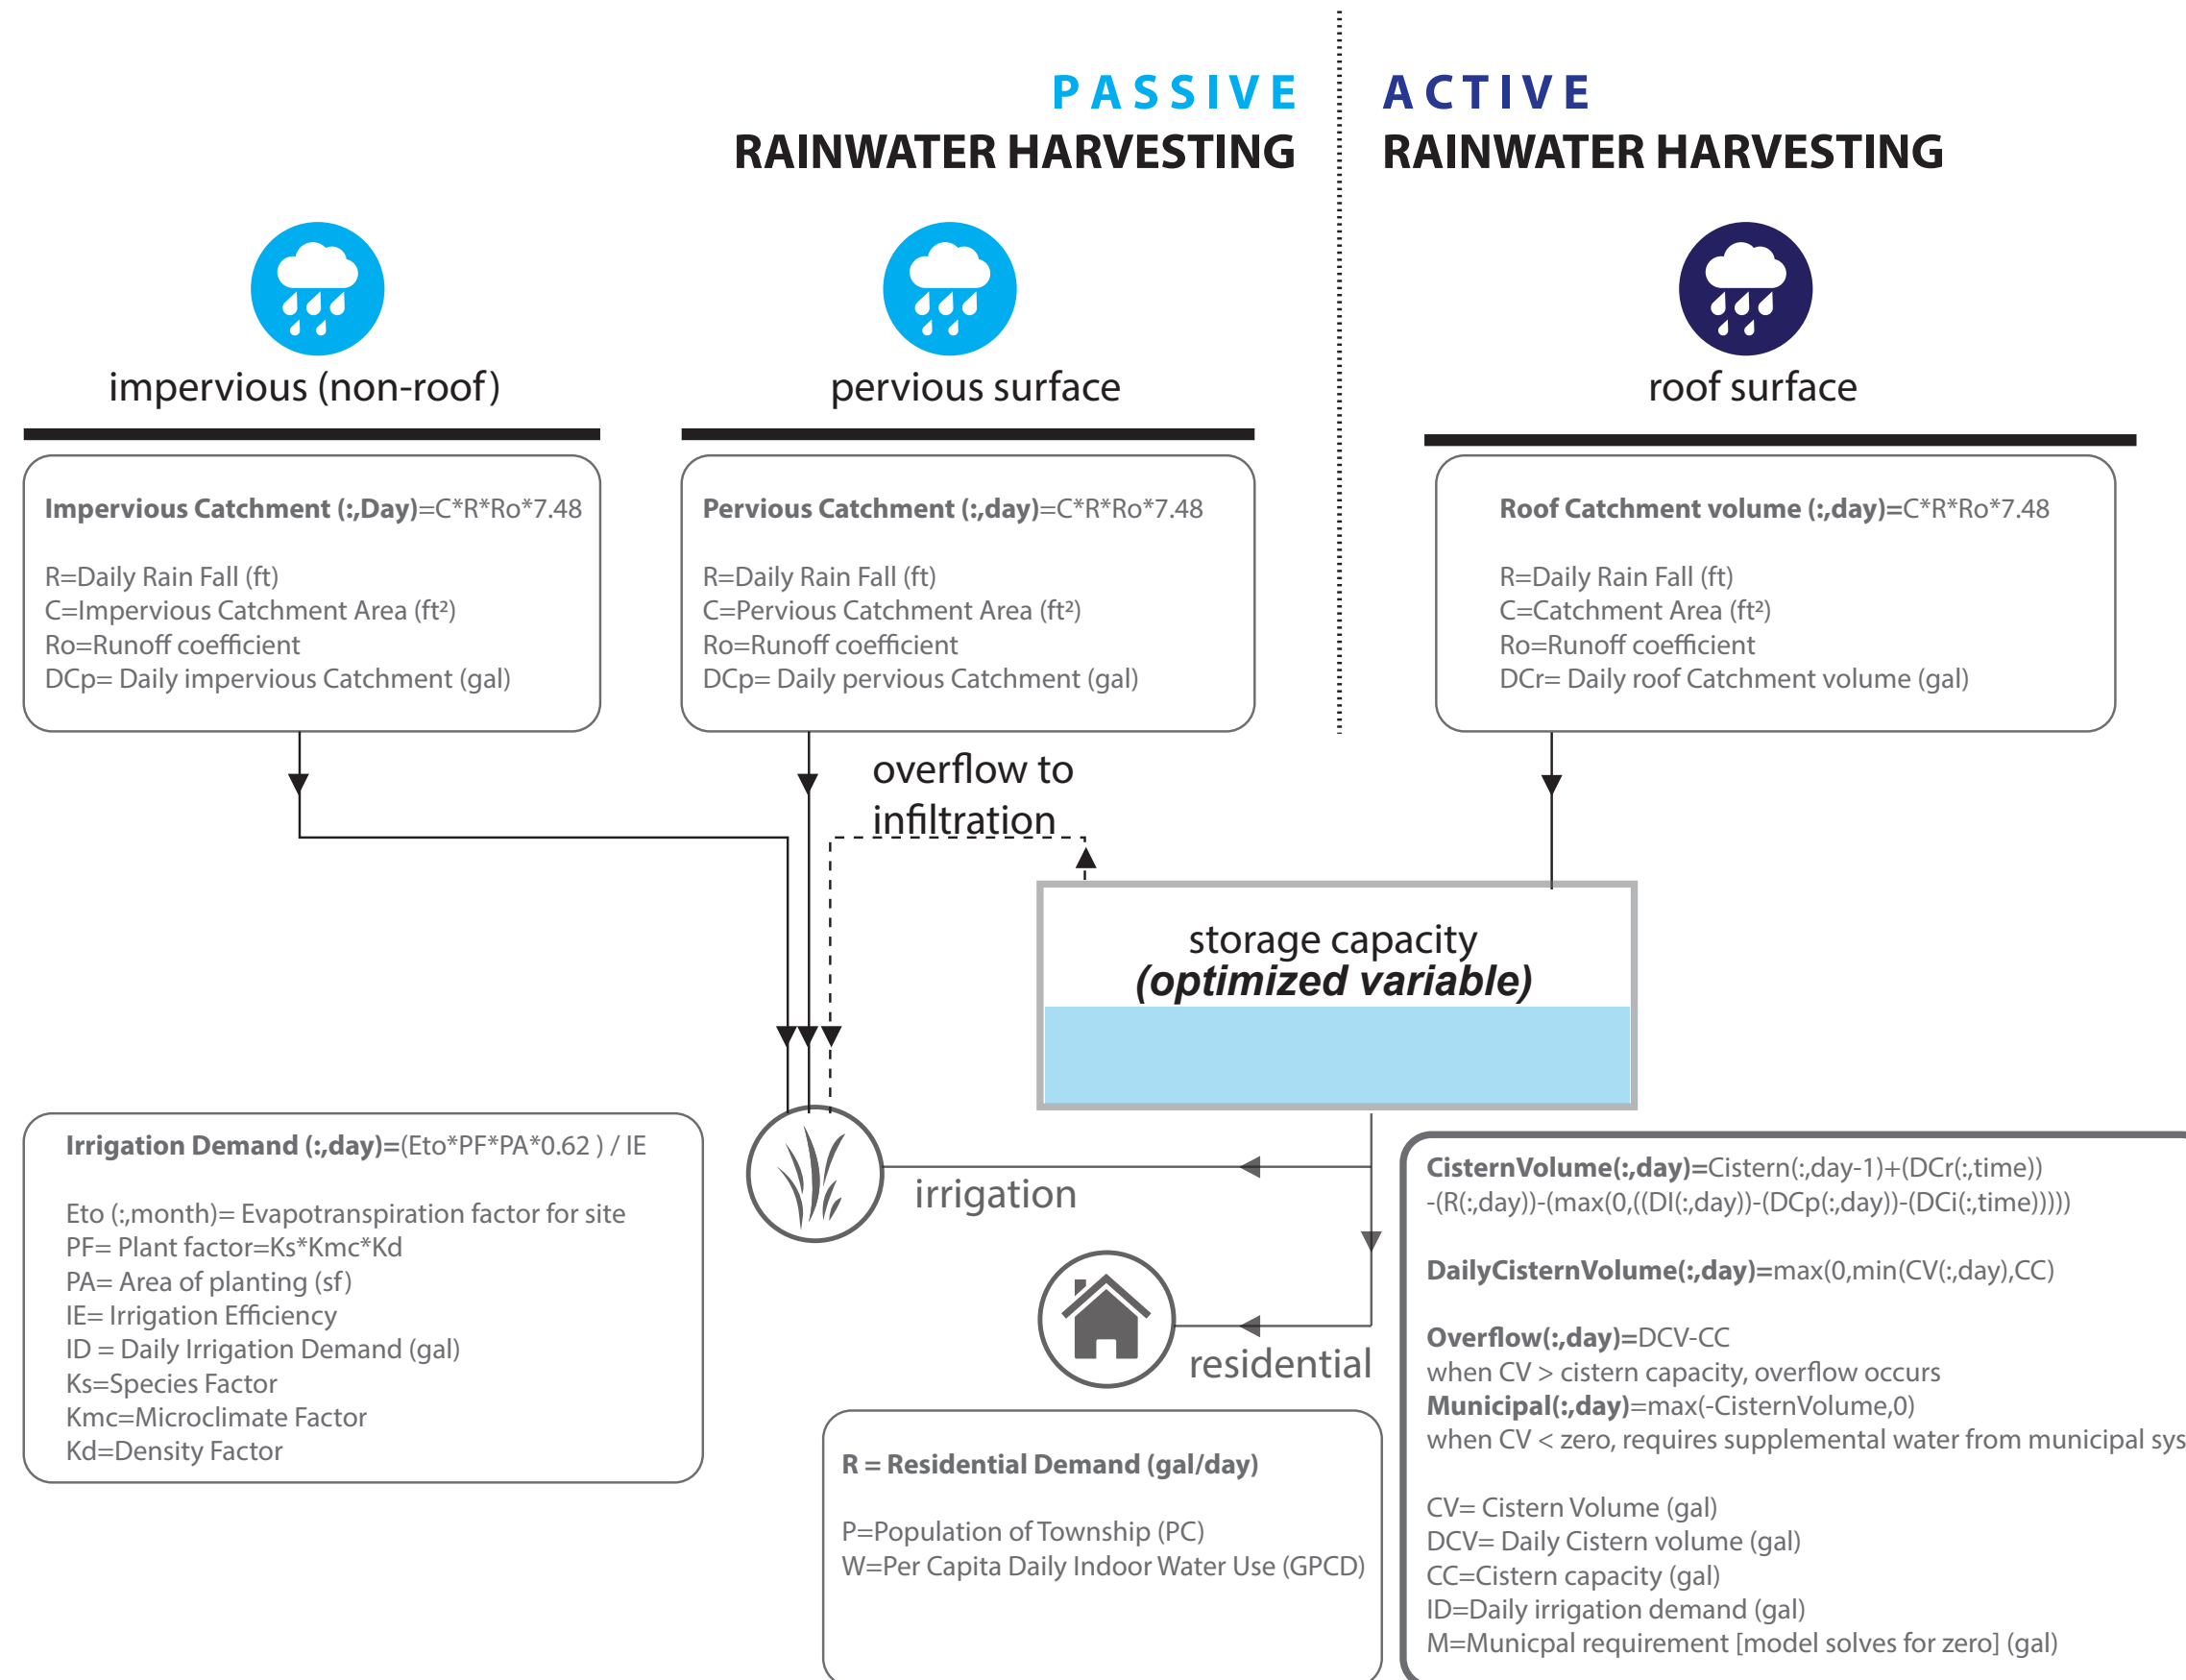 PASSIVE
RAINWATER HARVESTING
ACTIVE
RAINWATER HARVESTING
impervious (non-roof)
Impervious Catchment (:,Day)=C*R*Ro*7.48
R=Daily Rain Fall (ft)
C=Impervious Catchment Area (ft²)
Ro=Runoff coefficient
DCp= Daily impervious Catchment (gal)
pervious surface
Pervious Catchment (:,day)=C*R*Ro*7.48
R=Daily Rain Fall (ft)
C=Pervious Catchment Area (ft²)
Ro=Runoff coefficient
DCp= Daily pervious Catchment (gal)
roof surface
Roof Catchment volume (:,day)=C*R*Ro*7.48
R=Daily Rain Fall (ft)
C=Catchment Area (ft²)
Ro=Runoff coefficient
DCr= Daily roof Catchment volume (gal)
overflow to
infiltration
storage capacity
(optimized variable)
Irrigation Demand (:,day)=(Eto*PF*PA*0.62 ) / IE
Eto (:,month)= Evapotranspiration factor for site
PF= Plant factor=Ks*Kmc*Kd
PA= Area of planting (sf)
IE= Irrigation Efficiency
ID = Daily Irrigation Demand (gal)
Ks=Species Factor
Kmc=Microclimate Factor
Kd=Density Factor
irrigation
residential
R = Residential Demand (gal/day)
P=Population of Township (PC)
W=Per Capita Daily Indoor Water Use (GPCD)
CisternVolume(:,day)=Cistern(:,day-1)+(DCr(:,time))
-(R(:,day))-(max(0,((DI(:,day))-(DCp(:,day))-(DCi(:,time)))))
DailyCisternVolume(:,day)=max(0,min(CV(:,day),CC)
Overflow(:,day)=DCV-CC
when CV > cistern capacity, overflow occurs
Municipal(:,day)=max(-CisternVolume,0)
when CV < zero, requires supplemental water from municipal sys
CV= Cistern Volume (gal)
DCV= Daily Cistern volume (gal)
CC=Cistern capacity (gal)
ID=Daily irrigation demand (gal)
M=Municpal requirement [model solves for zero] (gal)